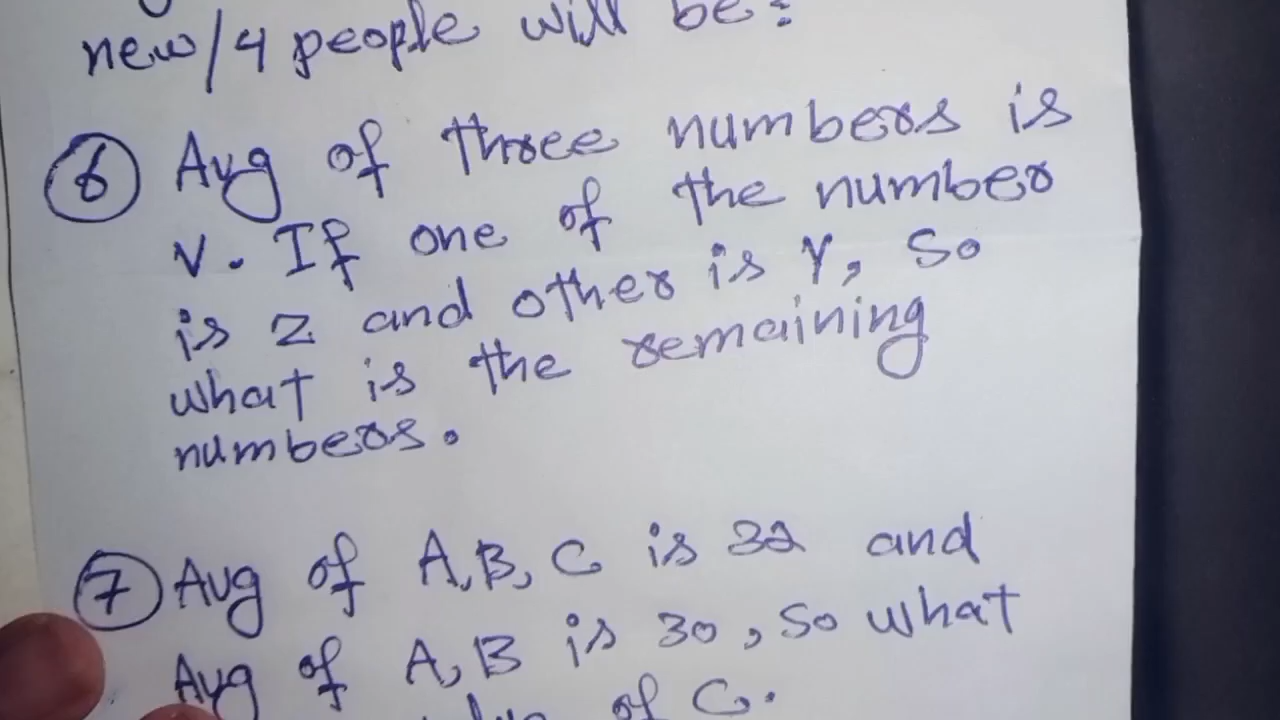 new/4 people will be?
6 Avg of three numbers is
V. If one of the number
is Z and other is Y, So
what is the remaining
numbers.
7 Avg of A, B, C is 32 and
Avg of A, B is 30, So what
of C.